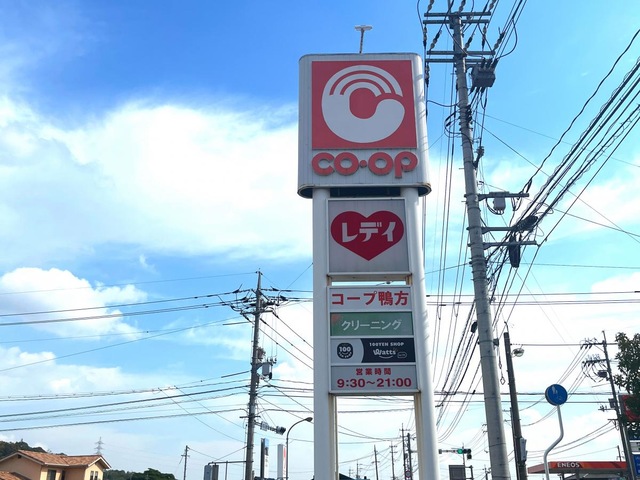 co·op
レディ
コープ鴨方
クリーニング
100
100YEN SHOP
Watts
営業時間
9:30~21:00
ENEOS